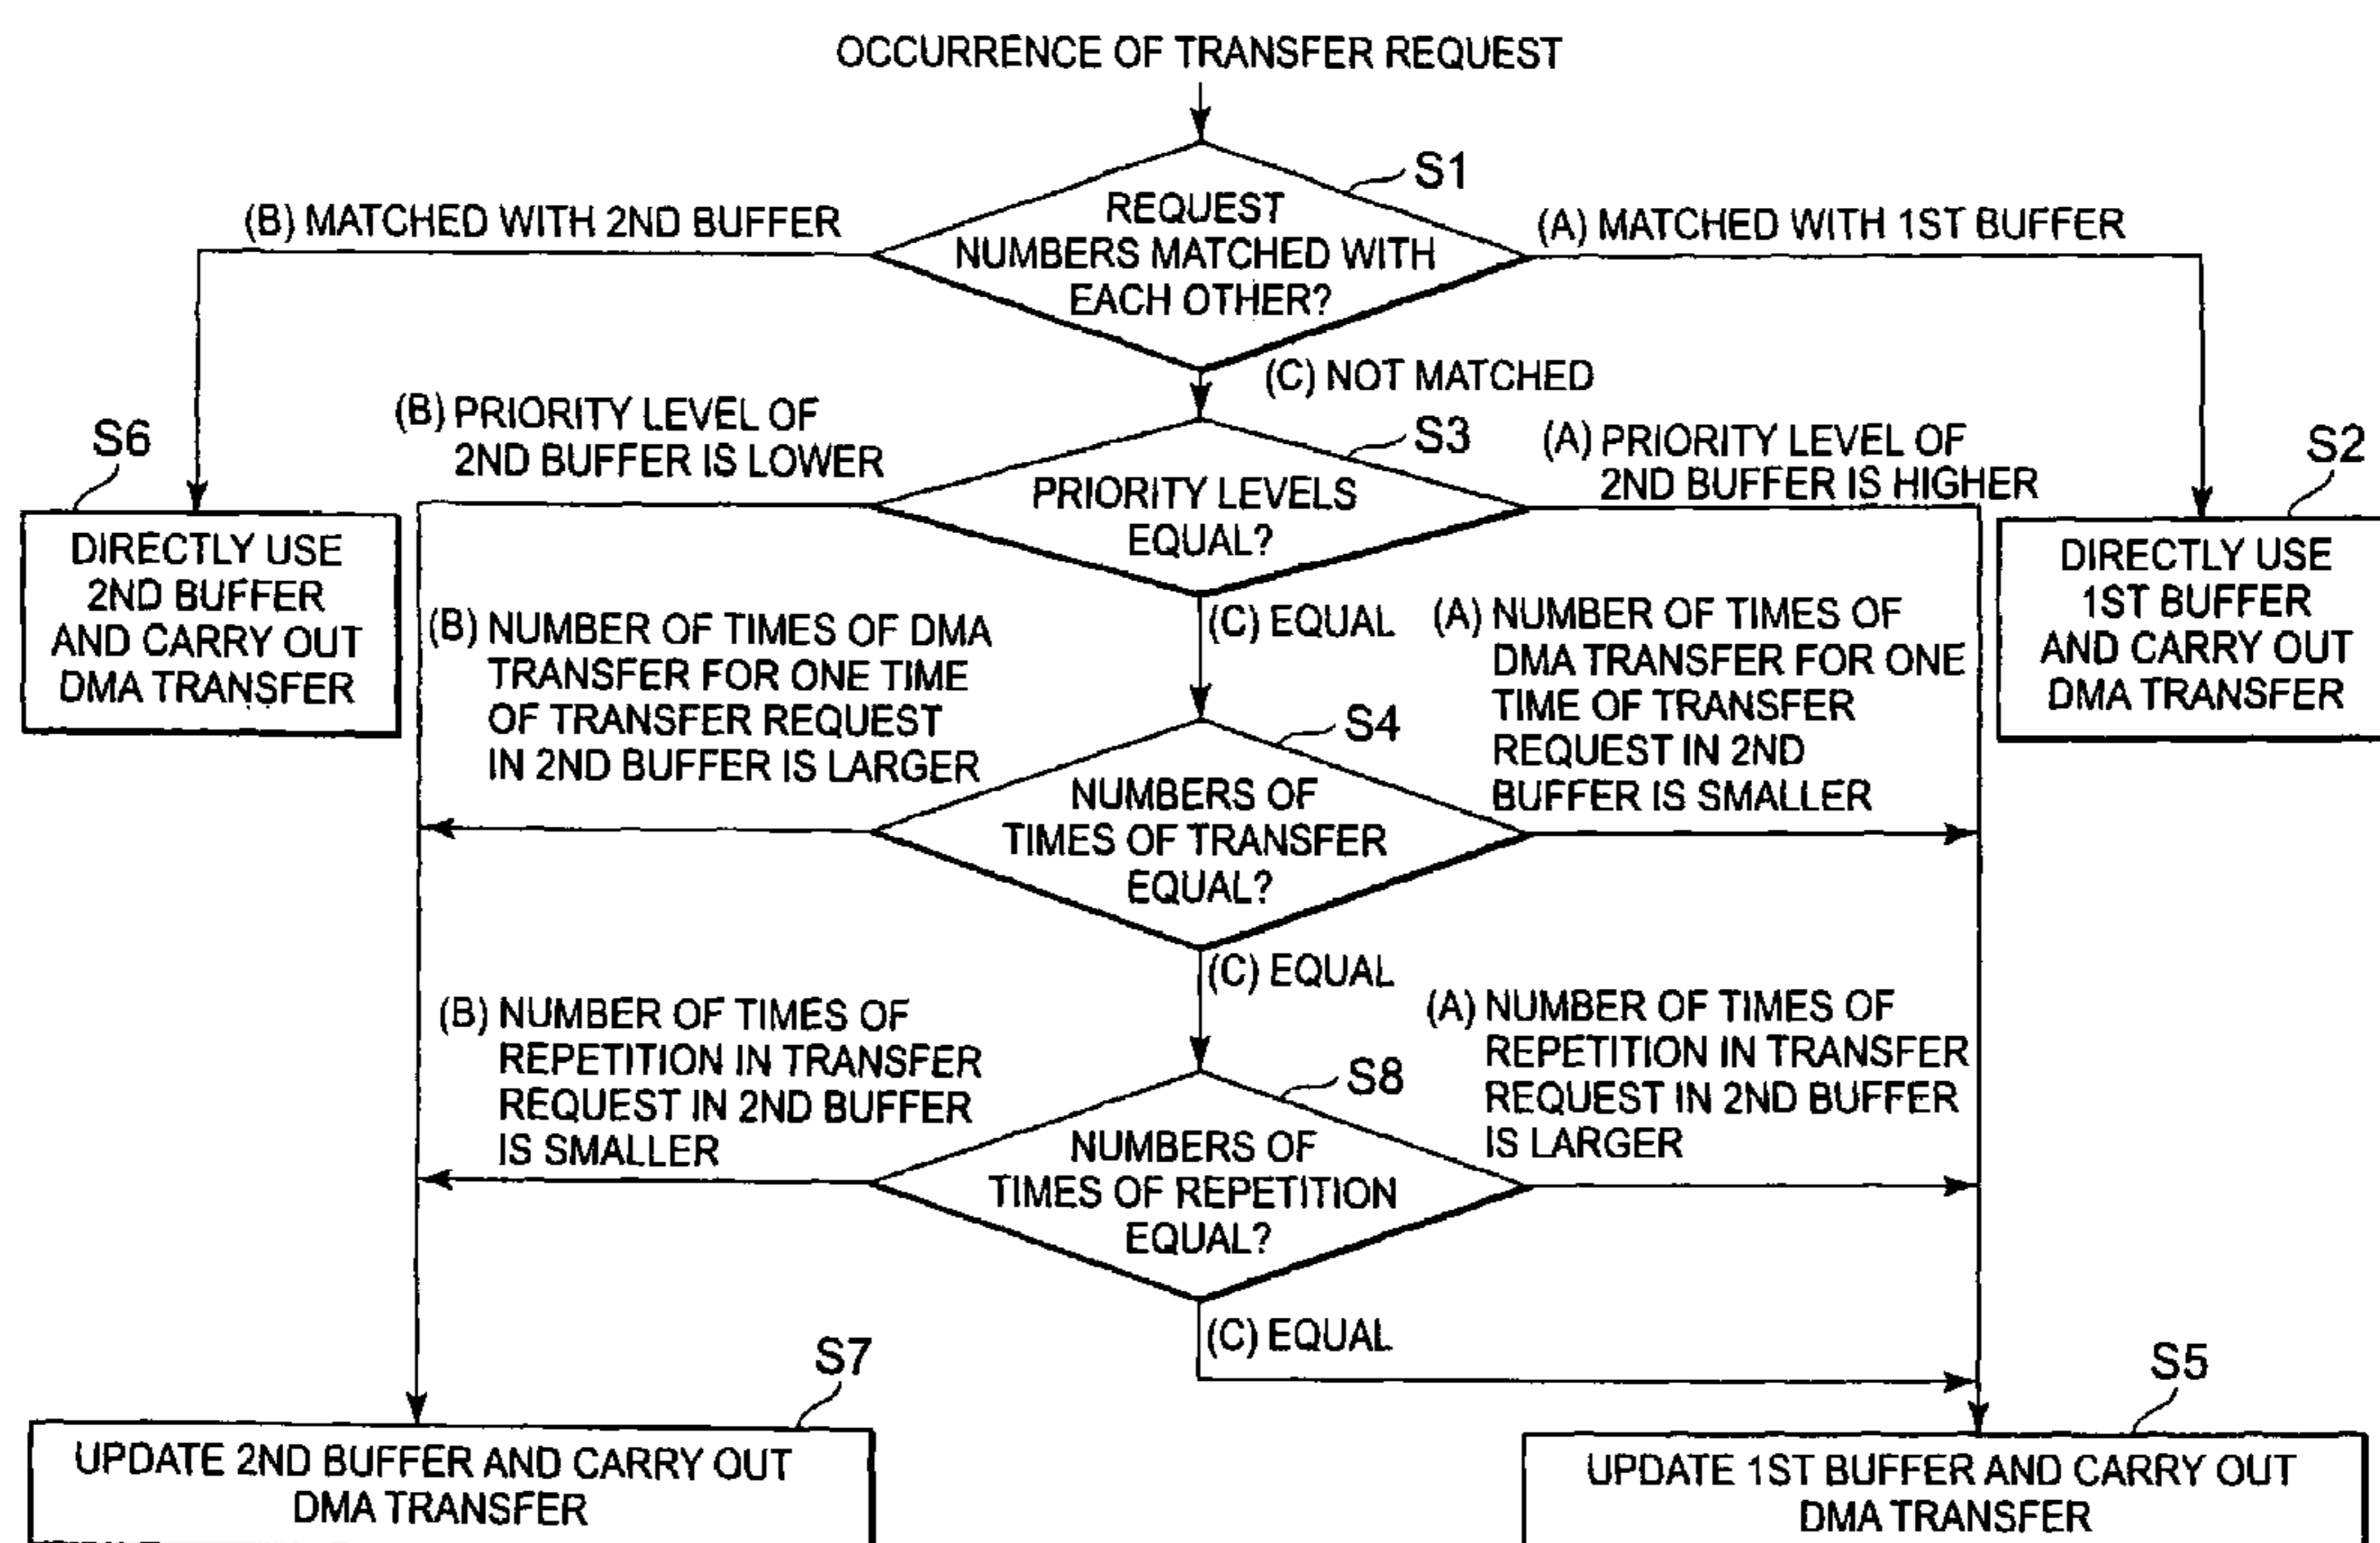 OCCURRENCE OF TRANSFER REQUEST
S1
REQUEST
NUMBERS MATCHED WITH
EACH OTHER?
(B) MATCHED WITH 2ND BUFFER
(A) MATCHED WITH 1ST BUFFER
(C) NOT MATCHED
S6
DIRECTLY USE
2ND BUFFER
AND CARRY OUT
DMA TRANSFER
(B) PRIORITY LEVEL OF
2ND BUFFER IS LOWER
S3
PRIORITY LEVELS
EQUAL?
(A) PRIORITY LEVEL OF
2ND BUFFER IS HIGHER
S2
DIRECTLY USE
1ST BUFFER
AND CARRY OUT
DMA TRANSFER
(C) EQUAL
(B) NUMBER OF TIMES OF DMA
TRANSFER FOR ONE TIME
OF TRANSFER REQUEST
IN 2ND BUFFER IS LARGER
(A) NUMBER OF TIMES OF
DMA TRANSFER FOR ONE
TIME OF TRANSFER
REQUEST IN 2ND
BUFFER IS SMALLER
S4
NUMBERS OF
TIMES OF TRANSFER
EQUAL?
(C) EQUAL
(B) NUMBER OF TIMES OF
REPETITION IN TRANSFER
REQUEST IN 2ND BUFFER
IS SMALLER
(A) NUMBER OF TIMES OF
REPETITION IN TRANSFER
REQUEST IN 2ND BUFFER
IS LARGER
S8
NUMBERS OF
TIMES OF REPETITION
EQUAL?
(C) EQUAL
S7
UPDATE 2ND BUFFER AND CARRY OUT
DMA TRANSFER
S5
UPDATE 1ST BUFFER AND CARRY OUT
DMA TRANSFER